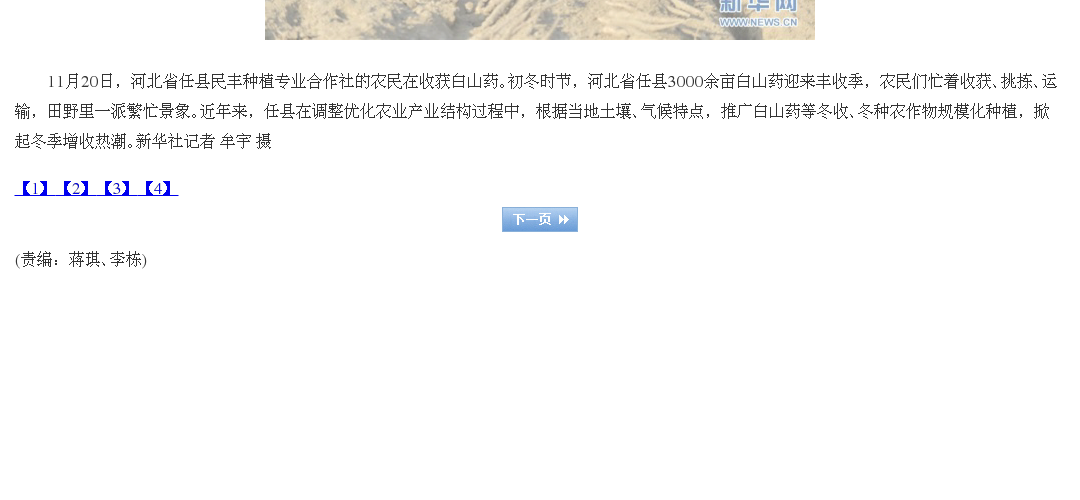 新华网
WWW.NEWS.CN
11月20日，河北省任县民丰种植专业合作社的农民在收获白山药。初冬时节，河北省任县3000余亩白山药迎来丰收季，农民们忙着收获、挑拣、运
输，田野里一派繁忙景象。近年来，任县在调整优化农业产业结构过程中，根据当地土壤、气候特点，推广白山药等冬收、冬种农作物规模化种植，掀
起冬季增收热潮。新华社记者 牟宇 摄
【1】 【2】 【3】 【4】
下一页
(责编：蒋琪、李栋)